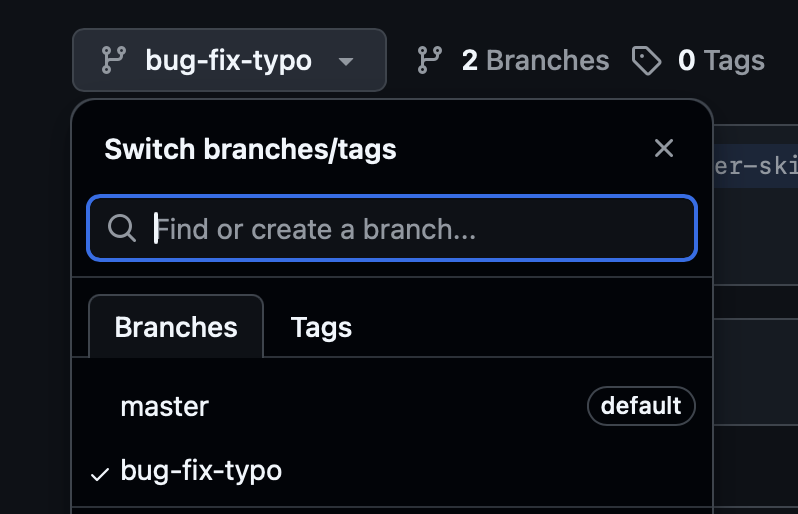 bug-fix-typo 2 Branches 0 Tags
Switch branches/tags
er-ski
Find or create a branch...
Branches Tags
master default
bug-fix-typo